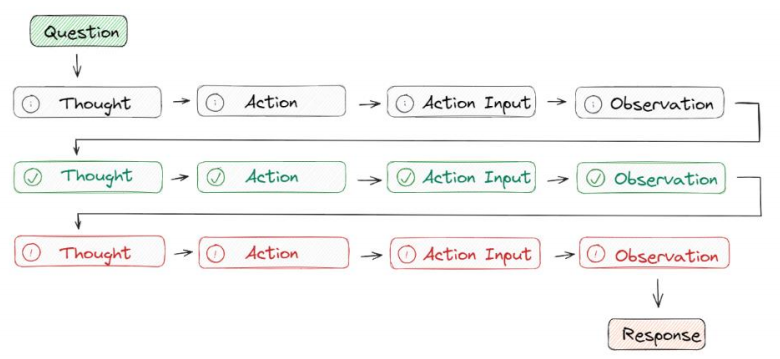 Question
Thought Action Action Input Observation
Thought Action Action Input Observation
Thought Action Action Input Observation
Response